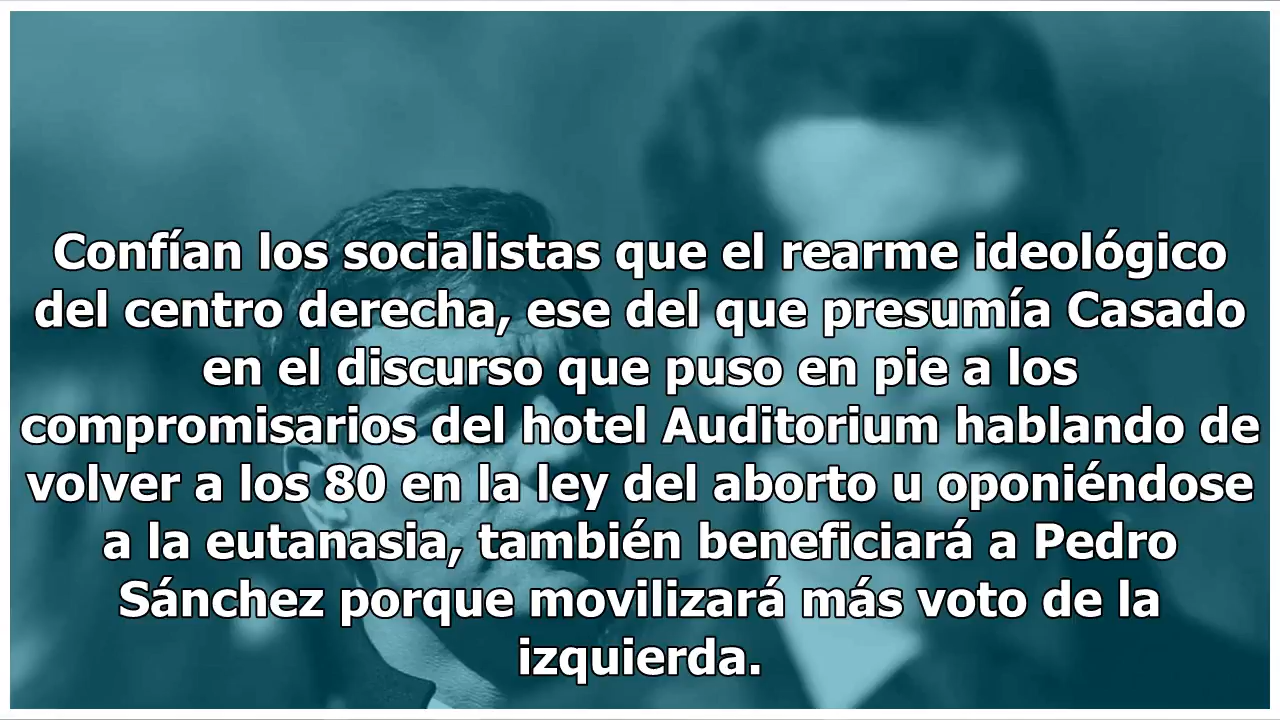 Confían los socialistas que el rearme ideológico
del centro derecha, ese del que presumía Casado
en el discurso que puso en pie a los
compromisarios del hotel Auditorium hablando de
volver a los 80 en la ley del aborto u oponiéndose
a la eutanasia, también beneficiará a Pedro
Sánchez porque movilizará más voto de la
izquierda.